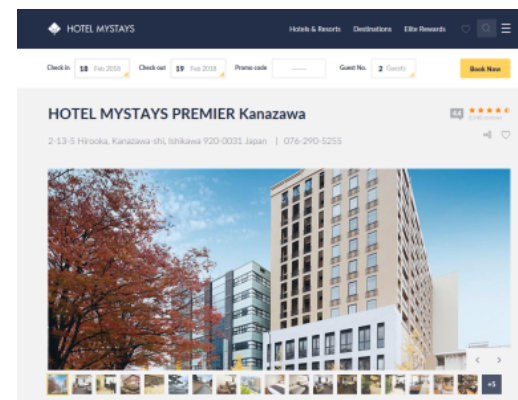 HOTEL MYSTAYS
Hotels & Resorts Destinations Elite Rewards
Check in 18 Feb 2018 Check out 19 Feb 2018 Promo code Guest No. 2 Guests Book Now
HOTEL MYSTAYS PREMIER Kanazawa
2-13-5 Hirooka, Kanazawa-shi, Ishikawa 920-0031 Japan | 076-290-5255
+5